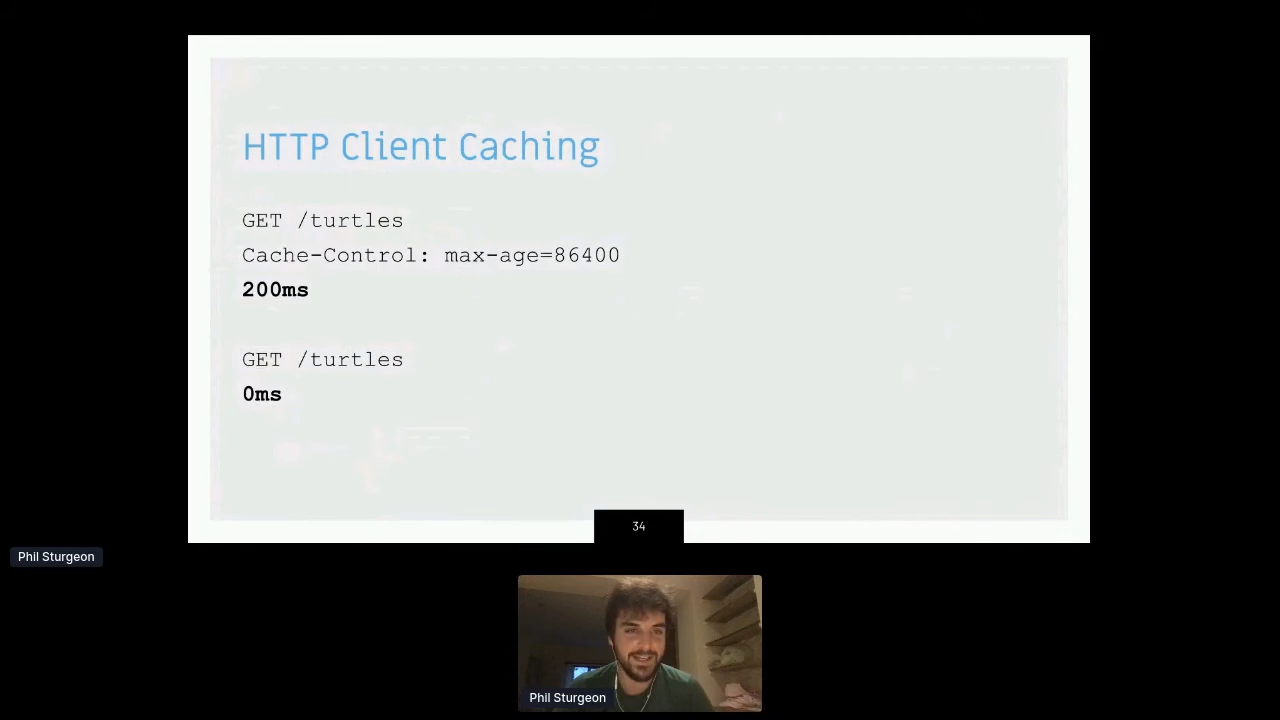 HTTP Client Caching
GET /turtles
Cache-Control: max-age=86400
200ms
GET /turtles
0ms
34
Phil Sturgeon
Phil Sturgeon